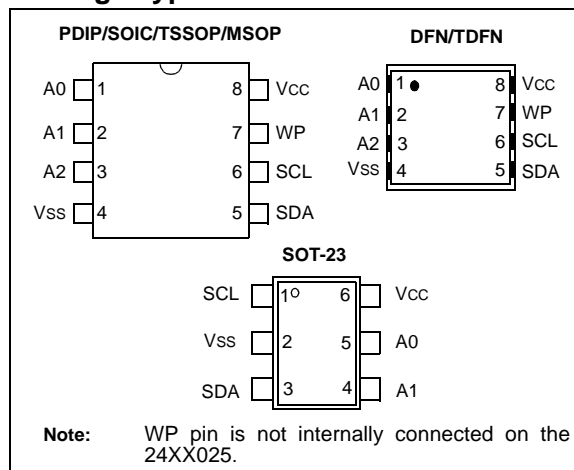 PDIP/SOIC/TSSOP/MSOP
A0 1 8 VCC
A1 2 7 WP
A2 3 6 SCL
VSS 4 5 SDA
DFN/TDFN
A0 1 8 VCC
A1 2 7 WP
A2 3 6 SCL
VSS 4 5 SDA
SOT-23
SCL 1 6 VCC
VSS 2 5 A0
SDA 3 4 A1
Note: WP pin is not internally connected on the
24XX025.